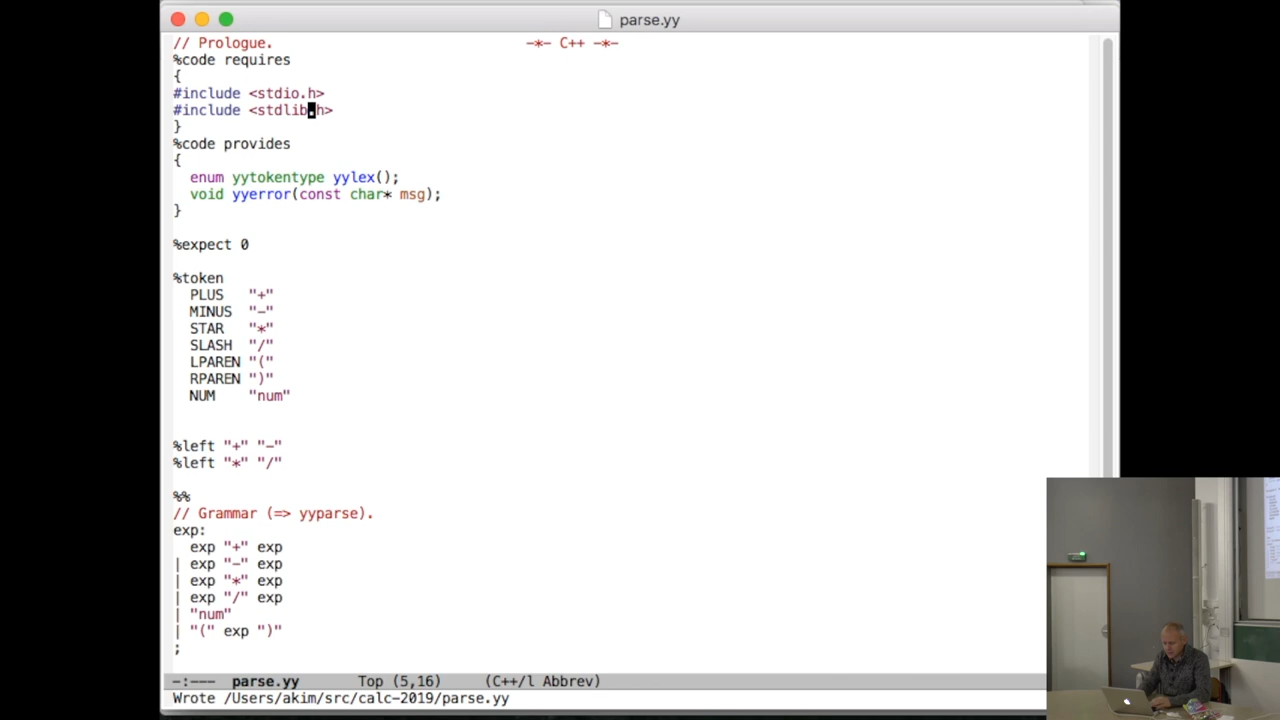 parse.yy
// Prologue. -*- C++ -*-
%code requires
{
#include <stdio.h>
#include <stdlib.h>
}
%code provides
{
enum yytokentype yylex();
void yyerror(const char* msg);
}
%expect 0
%token
PLUS "+"
MINUS "-"
STAR "*"
SLASH "/"
LPAREN "("
RPAREN ")"
NUM "num"
%left "+" "-"
%left "*" "/"
%%
// Grammar (=> yyparse).
exp:
exp "+" exp
| exp "-" exp
| exp "*" exp
| exp "/" exp
| "num"
| "(" exp ")"
;
-:--- parse.yy Top (5,16) (C++/l Abbrev)
Wrote /Users/akim/src/calc-2019/parse.yy